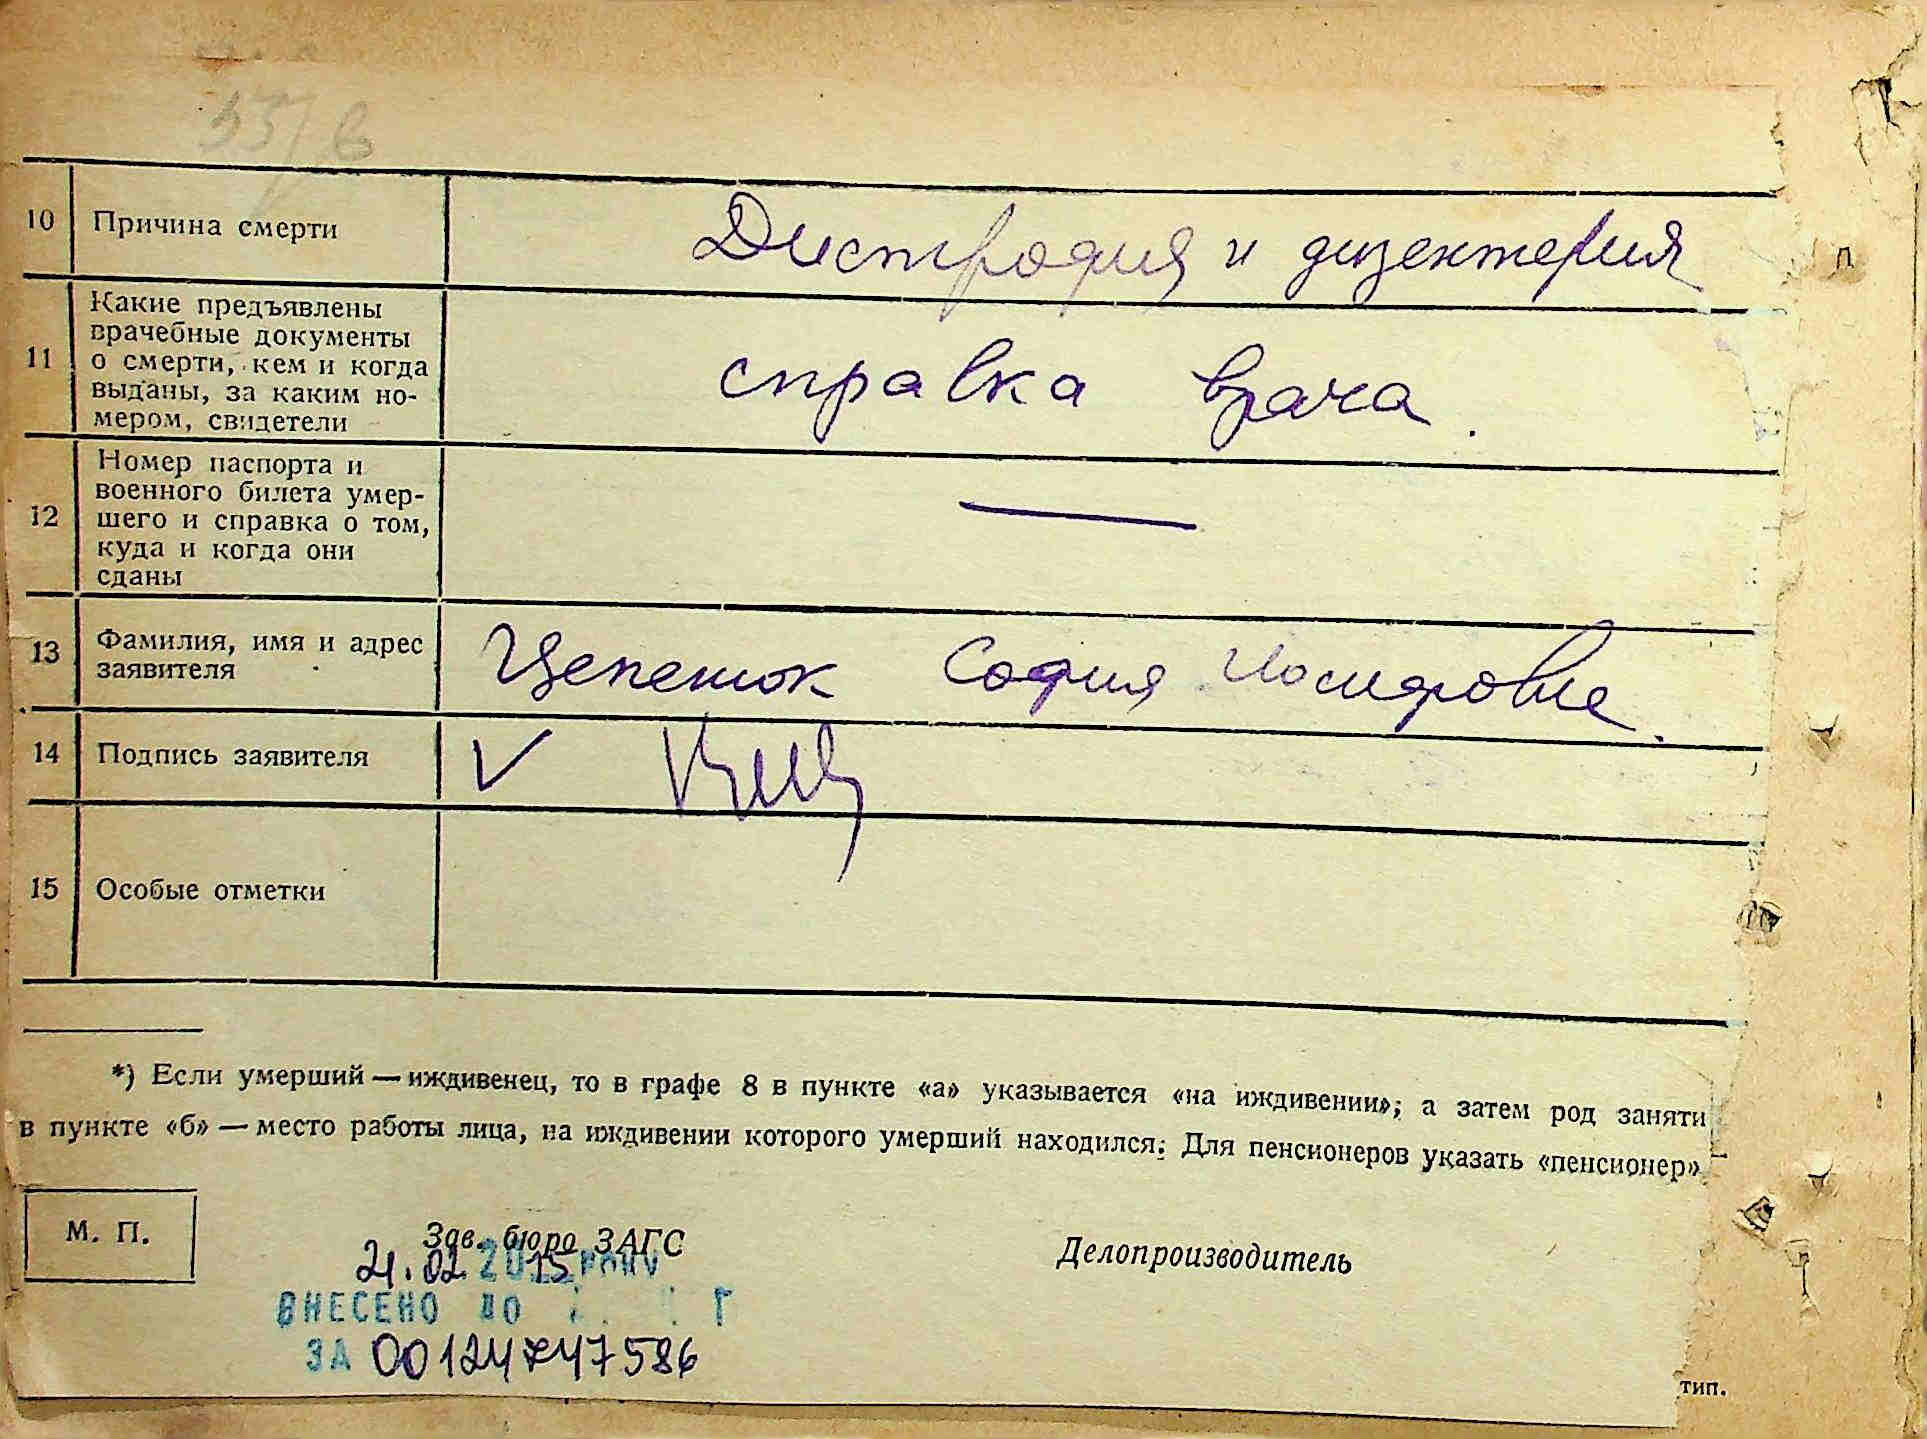 10 Причина смерти Дистрофия и дизентерия
11 Какие предъявлены
врачебные документы
о смерти, кем и когда
выданы, за каким но-
мером, свидетели
справка врача.
12 Номер паспорта и
военного билета умер-
шего и справка о том,
куда и когда они
сданы
—
13 Фамилия, имя и адрес
заявителя
Цепенюк София Иосифовне
14 Подпись заявителя V
15 Особые отметки
*) Если умерший — иждивенец, то в графе 8 в пункте «а» указывается «на иждивении»; а затем род заняти
в пункте «б» — место работы лица, на иждивении которого умерший находился. Для пенсионеров указать «пенсионер»
М. П.
Зав. бюро ЗАГС Делопроизводитель
21.02 2015 року
ВНЕСЕНО ДО
ЗА 00124747586
тип.